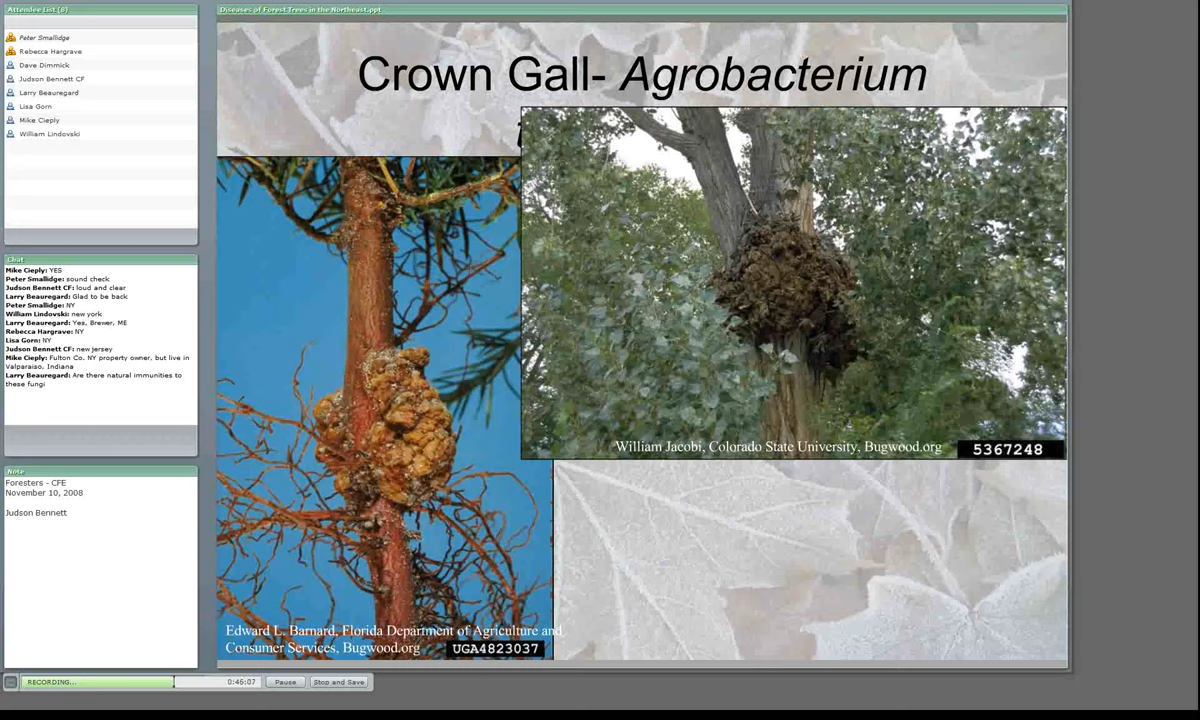 Attendee List (8)
Peter Smallidge
Rebecca Hargrave
Dave Dimmick
Judson Bennett CF
Larry Beauregard
Lisa Gorn
Mike Cieply
William Lindovski
Chat
Mike Cieply: YES
Peter Smallidge: sound check
Judson Bennett CF: loud and clear
Larry Beauregard: Glad to be back
Peter Smallidge: NY
William Lindovski: new york
Larry Beauregard: Yes, Brewer, ME
Rebecca Hargrave: NY
Lisa Gorn: NY
Judson Bennett CF: new jersey
Mike Cieply: Fulton Co. NY property owner, but live in
Valparaiso, Indiana
Larry Beauregard: Are there natural immunities to
these fungi
Note
Foresters - CFE
November 10, 2008
Judson Bennett
Diseases of Forest Trees in the Northeast.ppt
Crown Gall- Agrobacterium
William Jacobi, Colorado State University, Bugwood.org
5367248
Edward L. Barnard, Florida Department of Agriculture and
Consumer Services, Bugwood.org
UGA4823037
RECORDING...
0:46:07
Pause
Stop and Save